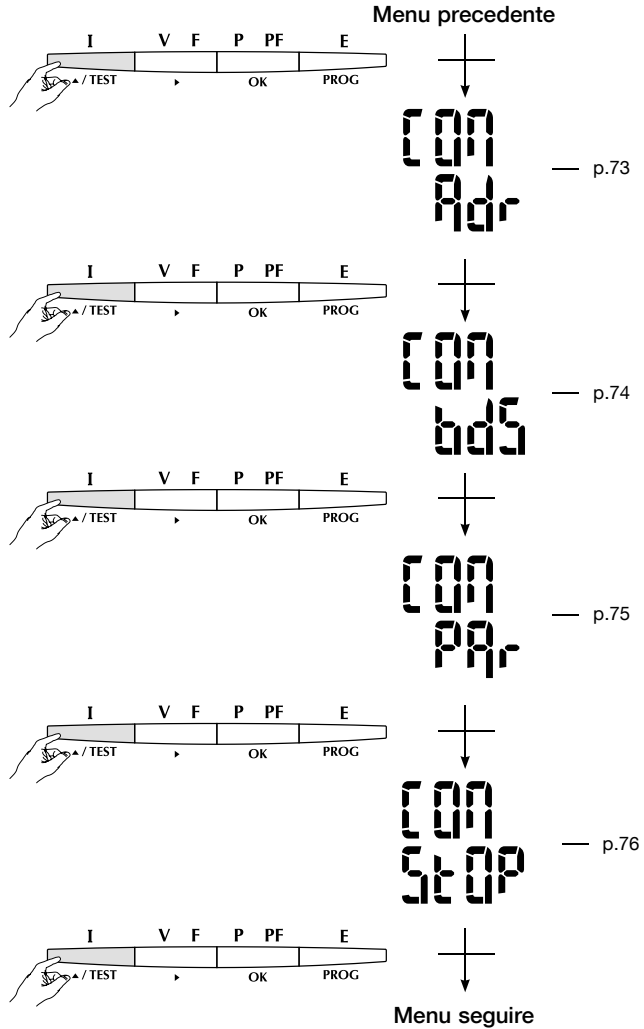 Menu precedente
I V F P PF E
▲ / TEST ▶ OK PROG
COM
Adr
p.73
I V F P PF E
▲ / TEST ▶ OK PROG
COM
bdS
p.74
I V F P PF E
▲ / TEST ▶ OK PROG
COM
PAr
p.75
I V F P PF E
▲ / TEST ▶ OK PROG
COM
StOP
p.76
I V F P PF E
▲ / TEST ▶ OK PROG
Menu seguire